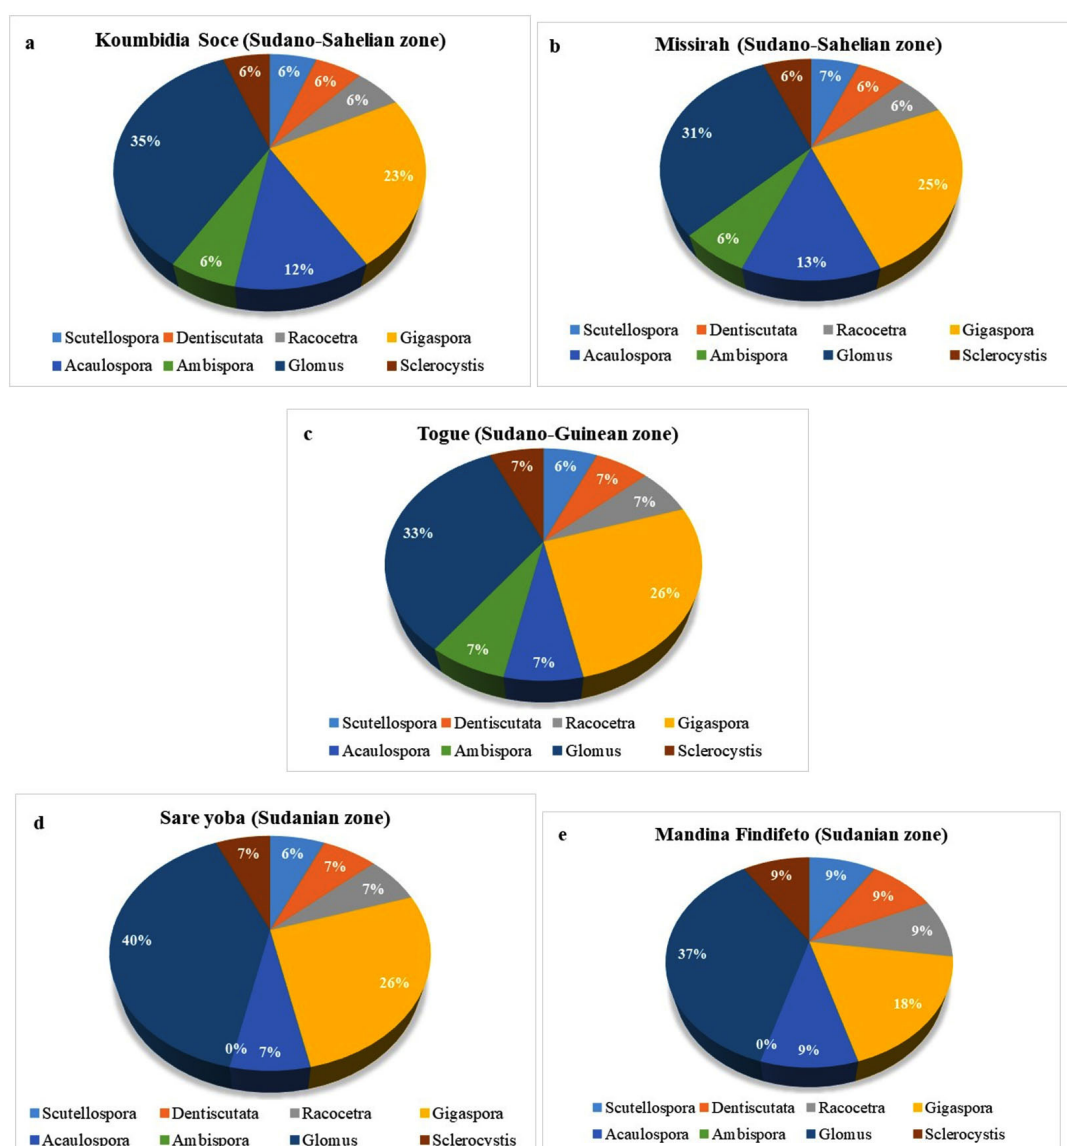 a
Koumbidia Soce (Sudano-Sahelian zone)
6%
6%
6%
6%
35%
23%
6%
12%
Scutellospora Dentiscutata Racocetra Gigaspora
Acaulospora Ambispora Glomus Sclerocystis
b
Missirah (Sudano-Sahelian zone)
6%
7%
6%
6%
31%
25%
6%
13%
Scutellospora Dentiscutata Racocetra Gigaspora
Acaulospora Ambispora Glomus Sclerocystis
c
Togue (Sudano-Guinean zone)
7%
6%
7%
7%
33%
26%
7%
7%
Scutellospora Dentiscutata Racocetra Gigaspora
Acaulospora Ambispora Glomus Sclerocystis
d
Sare yoba (Sudanian zone)
7%
6%
7%
7%
40%
26%
0%
7%
Scutellospora Dentiscutata Racocetra Gigaspora
Acaulospora Ambispora Glomus Sclerocystis
e
Mandina Findifeto (Sudanian zone)
9%
9%
9%
9%
37%
18%
0%
9%
Scutellospora Dentiscutata Racocetra Gigaspora
Acaulospora Ambispora Glomus Sclerocystis